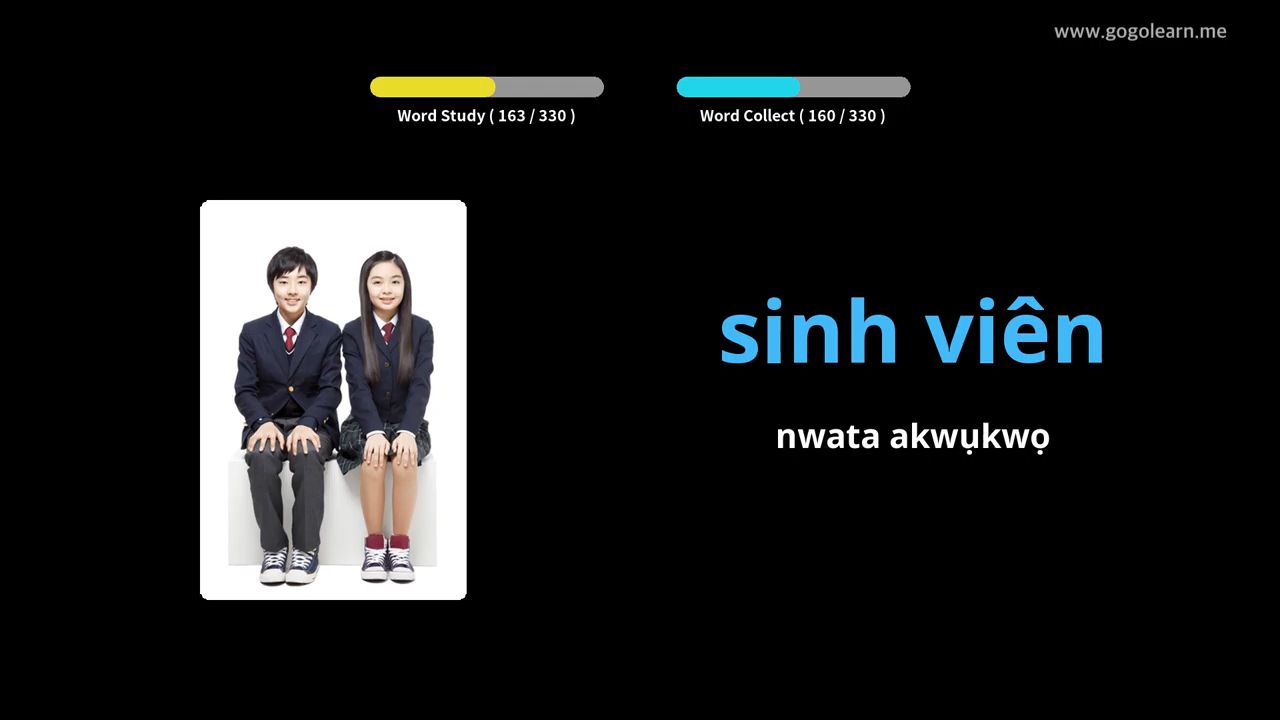 www.gogolearn.me
Word Study ( 163 / 330 )
Word Collect ( 160 / 330 )
sinh viên
nwata akwụkwọ